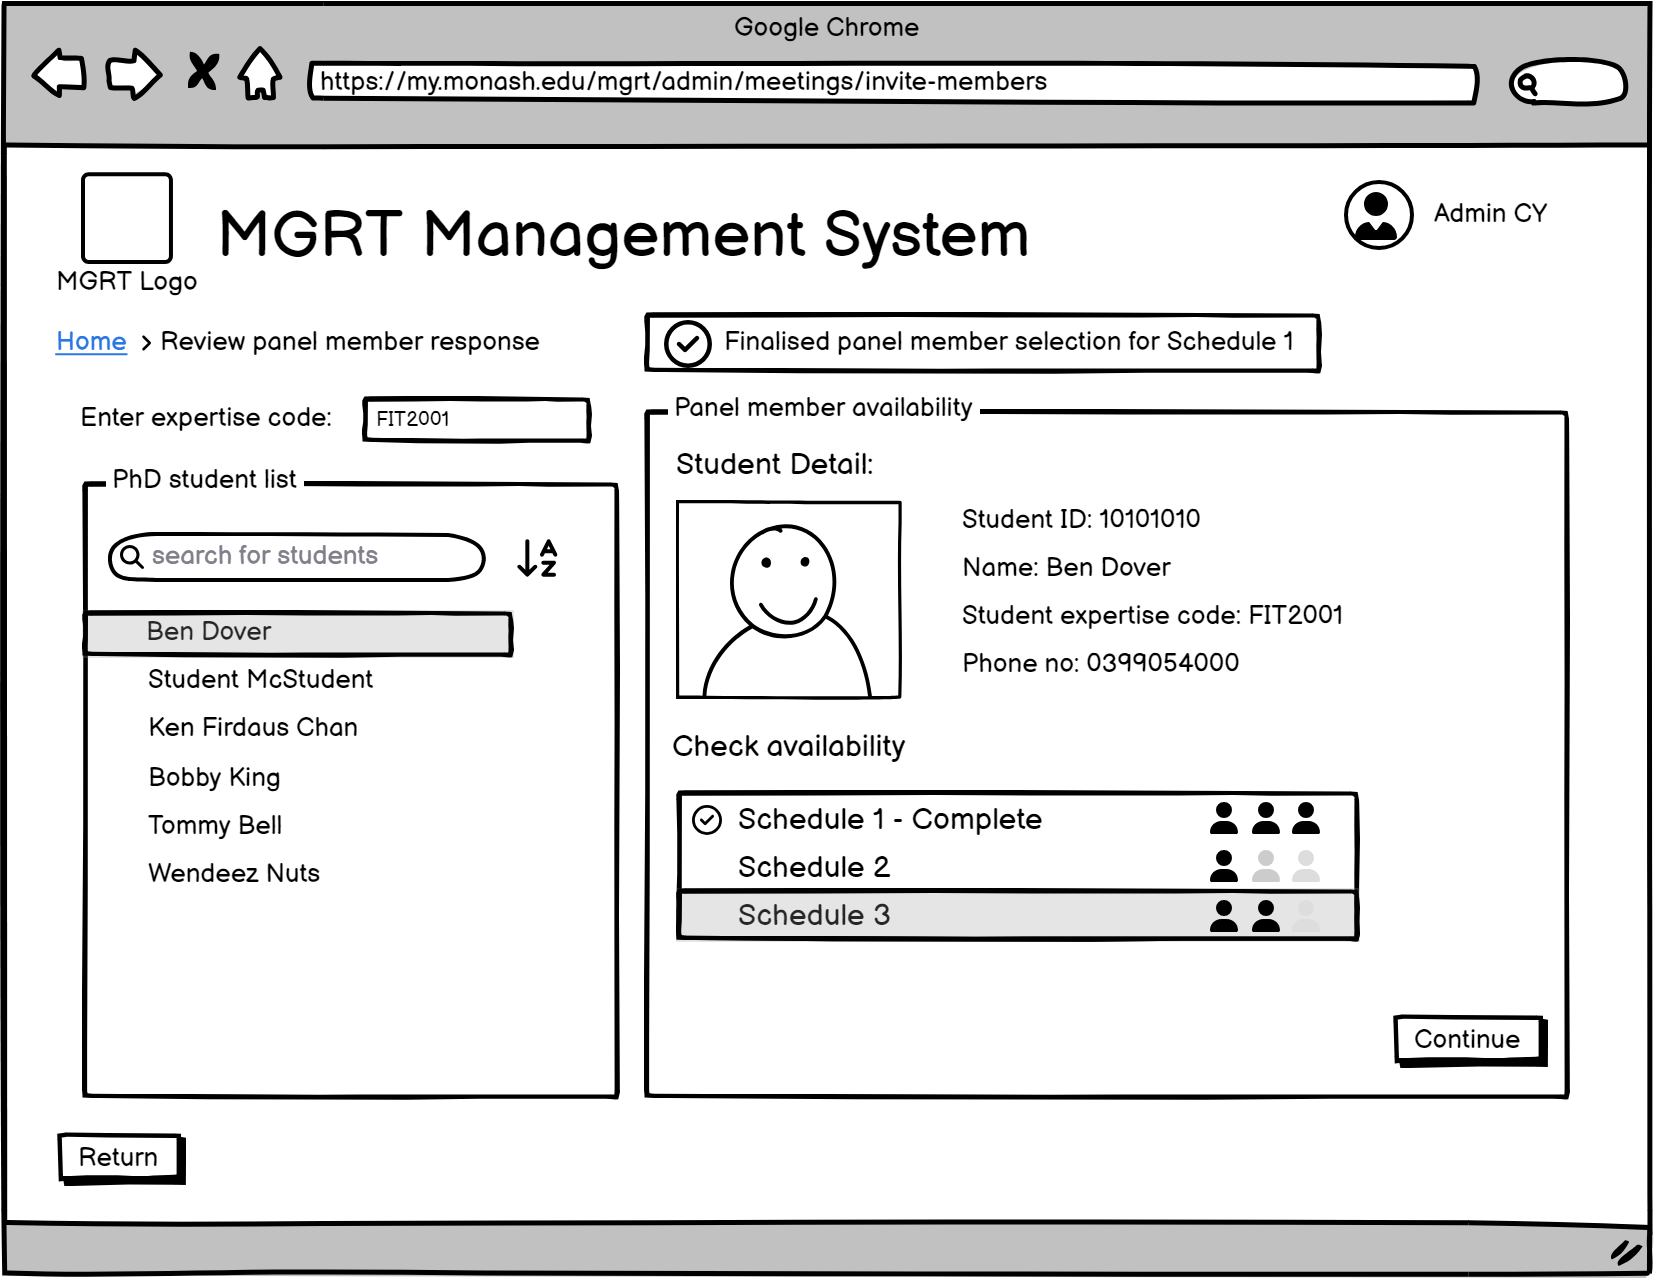 Google Chrome
https://my.monash.edu/mgrt/admin/meetings/invite-members
MGRT Management System
Admin CY
MGRT Logo
Home > Review panel member response
Finalised panel member selection for Schedule 1
Enter expertise code: FIT2001
PhD student list
search for students
A
Z
Ben Dover
Student McStudent
Ken Firdaus Chan
Bobby King
Tommy Bell
Wendeez Nuts
Panel member availability
Student Detail:
Student ID: 10101010
Name: Ben Dover
Student expertise code: FIT2001
Phone no: 0399054000
Check availability
Schedule 1 - Complete
Schedule 2
Schedule 3
Continue
Return